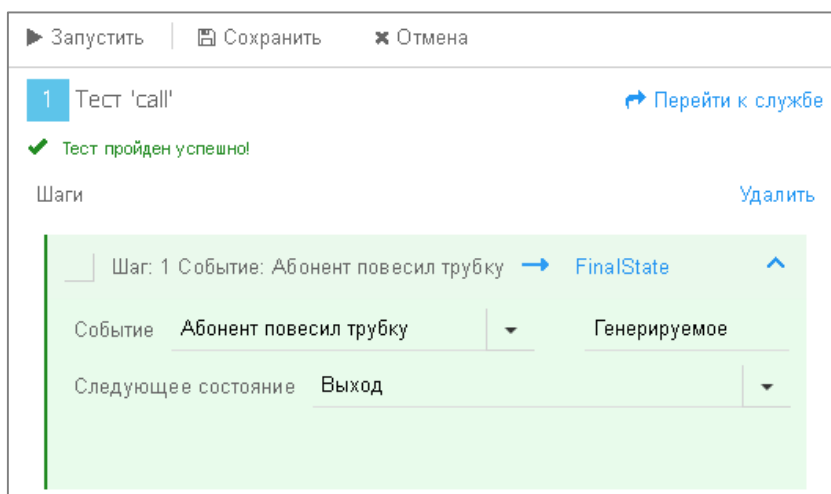 Запустить Сохранить Отмена
1 Тест 'call' Перейти к службе
Тест пройден успешно!
Шаги Удалить
Шаг: 1 Событие: Абонент повесил трубку FinalState
Событие Абонент повесил трубку Генерируемое
Следующее состояние Выход